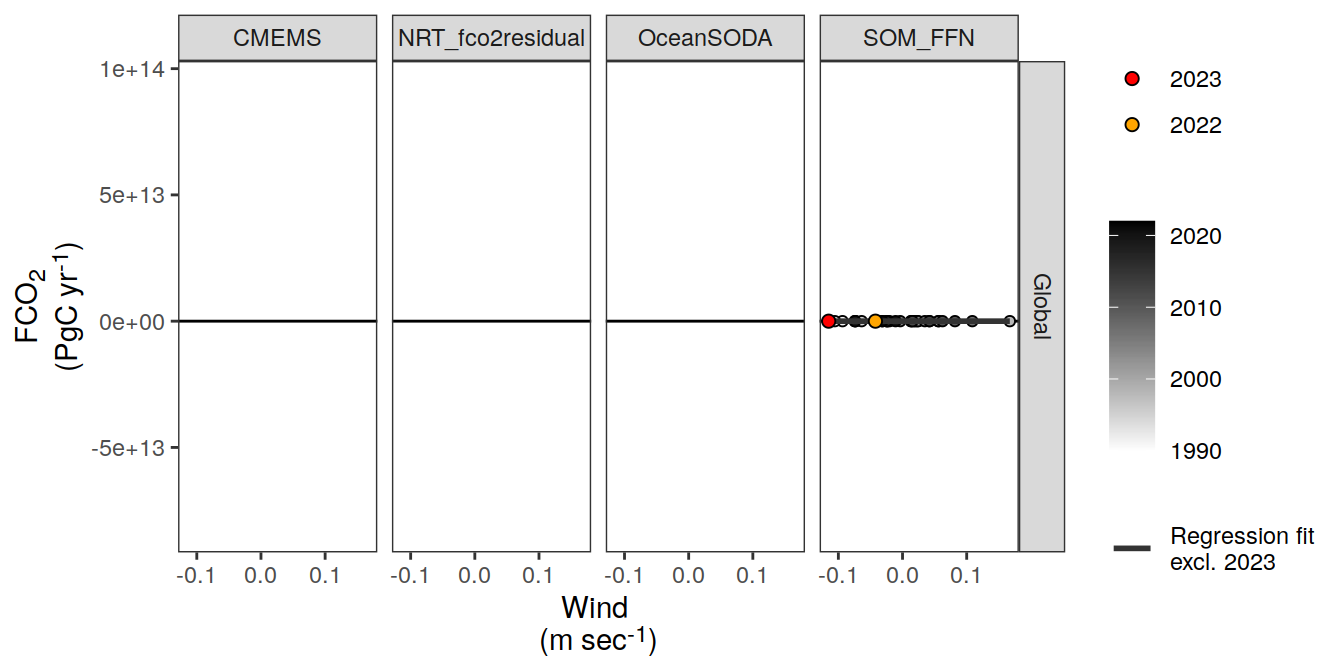 CMEMS
NRT_fco2residual
OceanSODA
SOM_FFN
1e+14
5e+13
0e+00
-5e+13
FCO₂
(PgC yr⁻¹)
Global
-0.1 0.0 0.1
-0.1 0.0 0.1
-0.1 0.0 0.1
-0.1 0.0 0.1
Wind
(m sec⁻¹)
2023
2022
2020
2010
2000
1990
Regression fit
excl. 2023